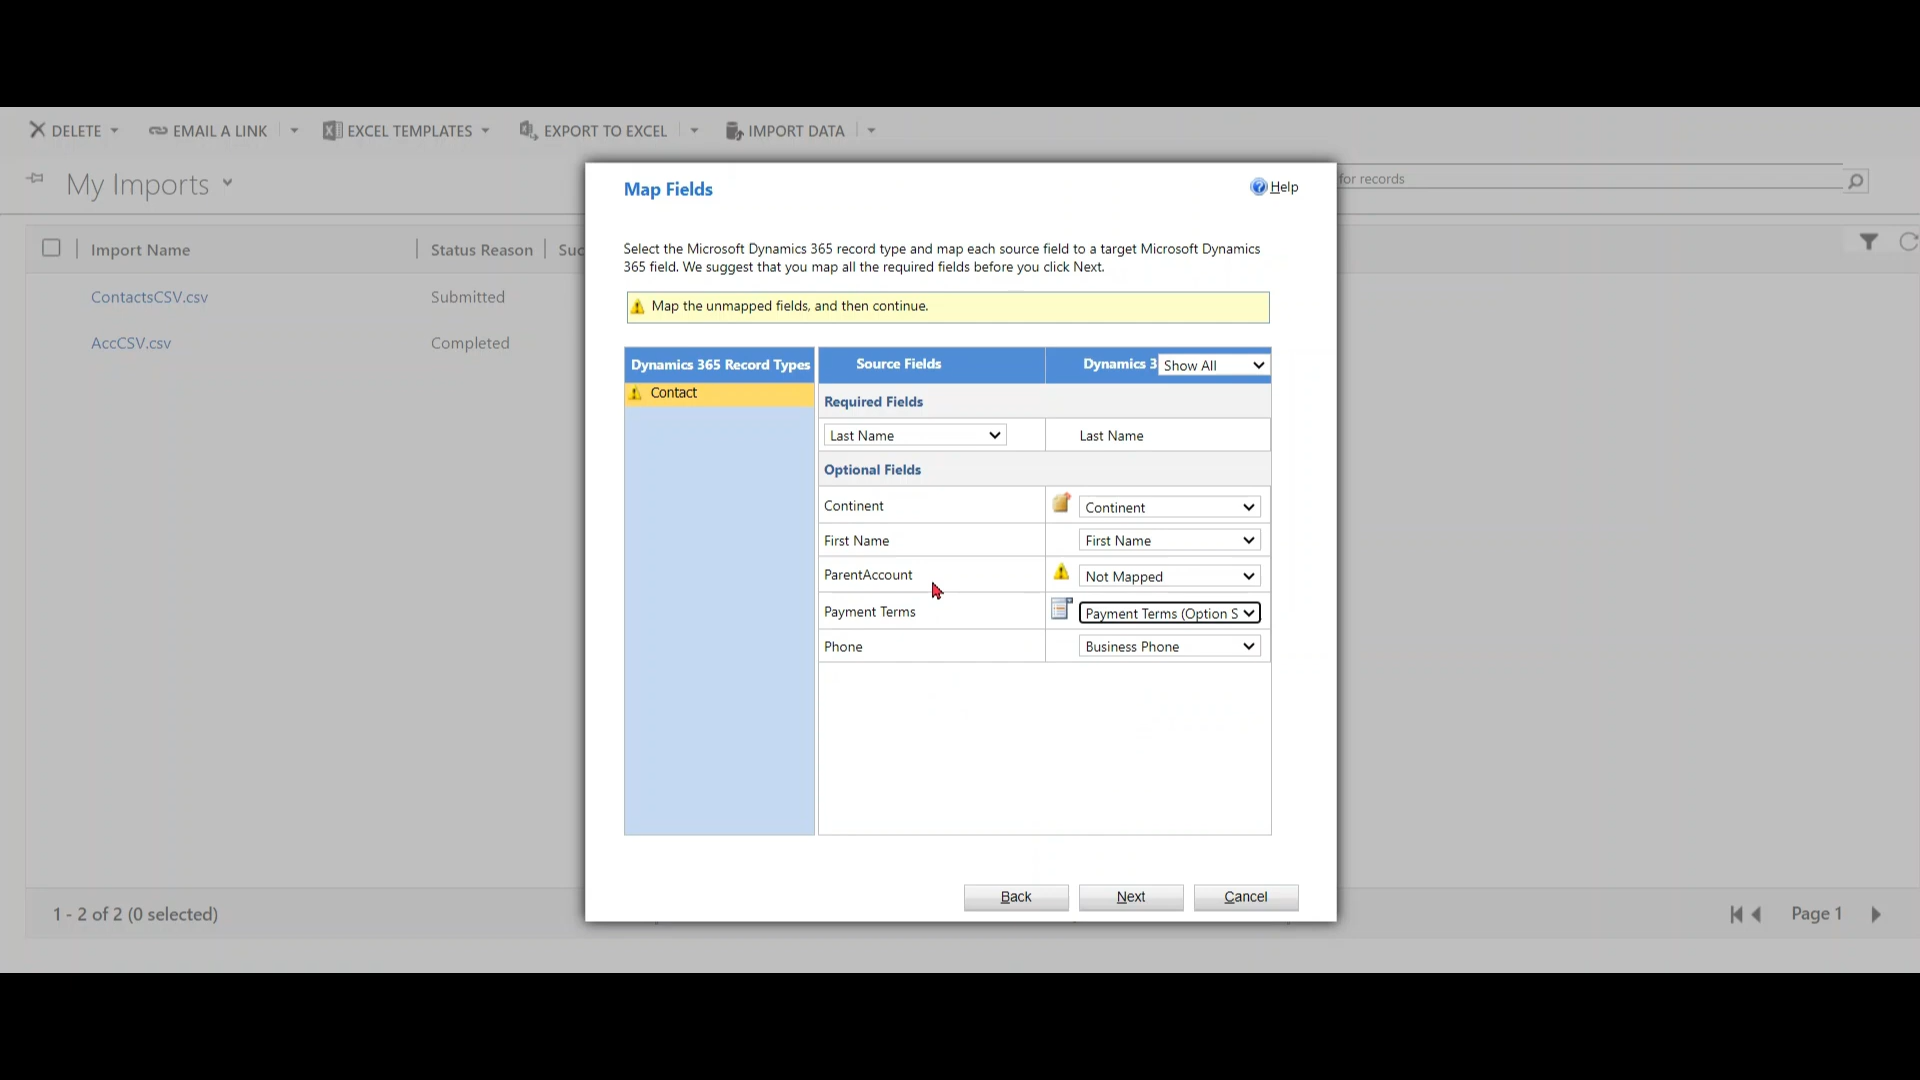 DELETE EMAIL A LINK EXCEL TEMPLATES EXPORT TO EXCEL IMPORT DATA
My Imports
for records
Import Name Status Reason Suc
ContactsCSV.csv Submitted
AccCSV.csv Completed
1 - 2 of 2 (0 selected)
Page 1
Map Fields
Help
Select the Microsoft Dynamics 365 record type and map each source field to a target Microsoft Dynamics
365 field. We suggest that you map all the required fields before you click Next.
Map the unmapped fields, and then continue.
Dynamics 365 Record Types Source Fields Dynamics 3 Show All
Contact
Required Fields
Last Name Last Name
Optional Fields
Continent Continent
First Name First Name
ParentAccount Not Mapped
Payment Terms Payment Terms (Option S
Phone Business Phone
Back Next Cancel